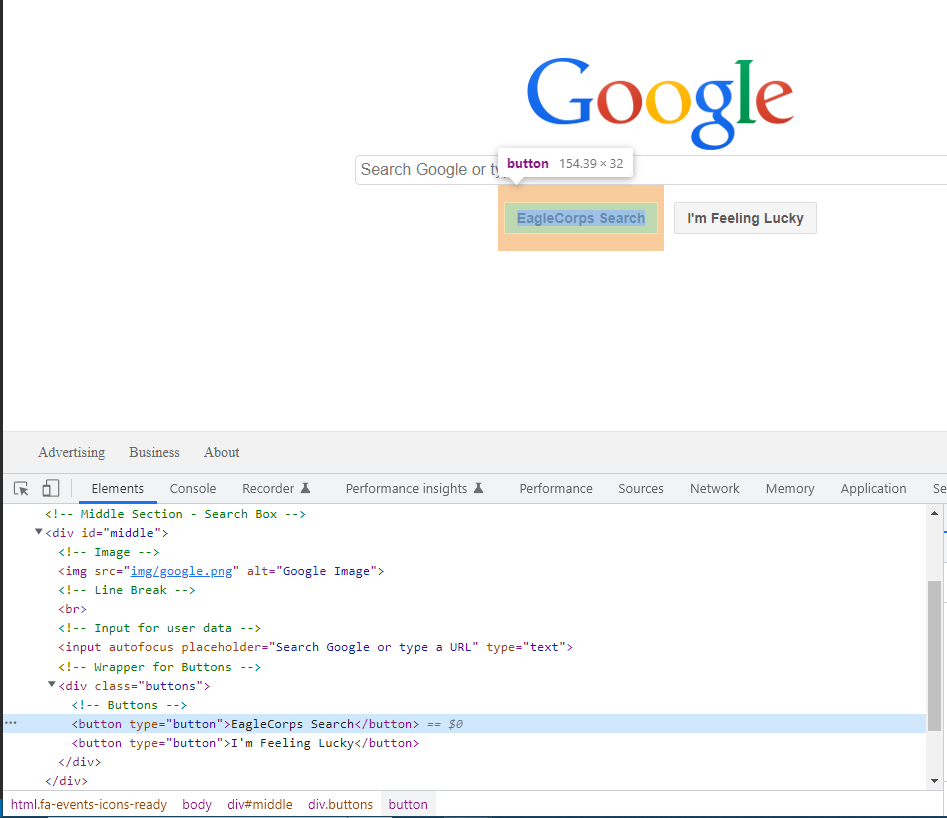 Google
Search Google or ty
button 154.39 × 32
EagleCorps Search
I'm Feeling Lucky
Advertising Business About
Elements Console Recorder Performance insights Performance Sources Network Memory Application Se
<!-- Middle Section - Search Box -->
▼<div id="middle">
<!-- Image -->
<img src="img/google.png" alt="Google Image">
<!-- Line Break -->
<br>
<!-- Input for user data -->
<input autofocus placeholder="Search Google or type a URL" type="text">
<!-- Wrapper for Buttons -->
▼<div class="buttons">
<!-- Buttons -->
... <button type="button">EagleCorps Search</button> == $0
<button type="button">I'm Feeling Lucky</button>
</div>
</div>
html.fa-events-icons-ready body div#middle div.buttons button